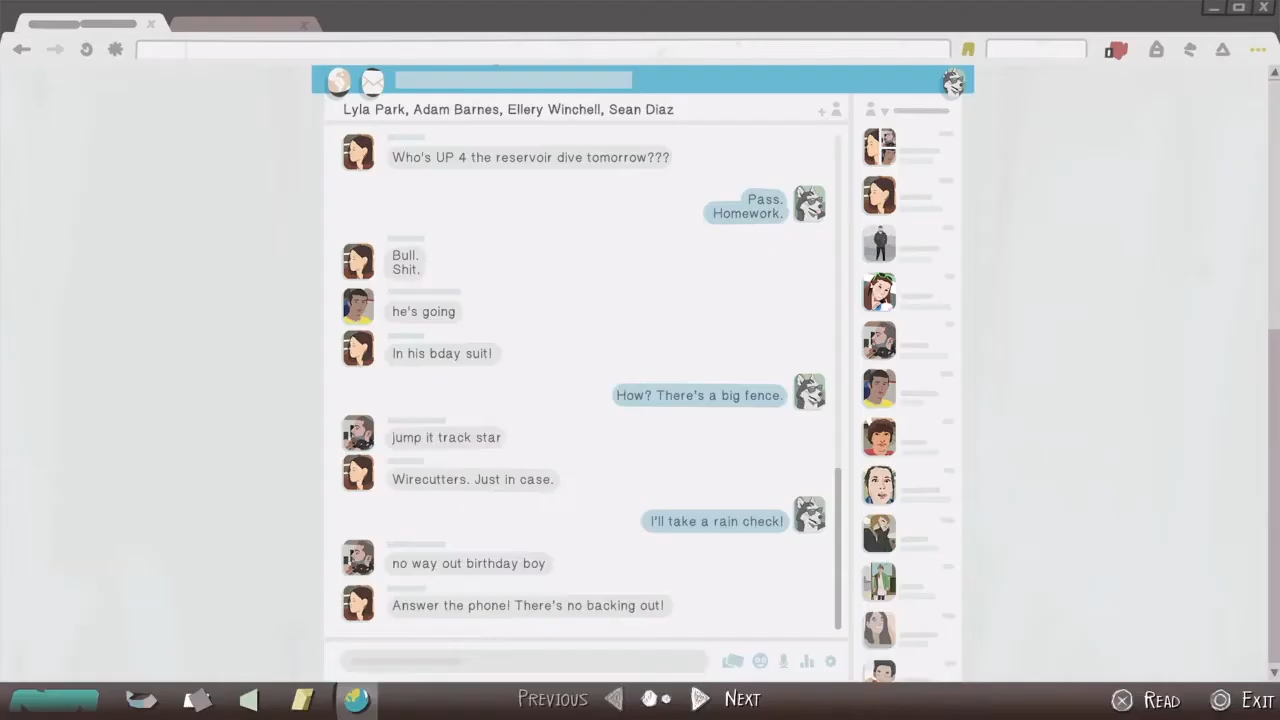 Lyla Park, Adam Barnes, Ellery Winchell, Sean Diaz
Who's UP 4 the reservoir dive tomorrow???
Pass.
Homework.
Bull.
Shit.
he's going
In his bday suit!
How? There's a big fence.
jump it track star
Wirecutters. Just in case.
I'll take a rain check!
no way out birthday boy
Answer the phone! There's no backing out!
Previous
Next
Read
Exit